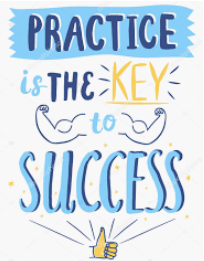 PRACTICE
is THE KEY
to
SUCCESS